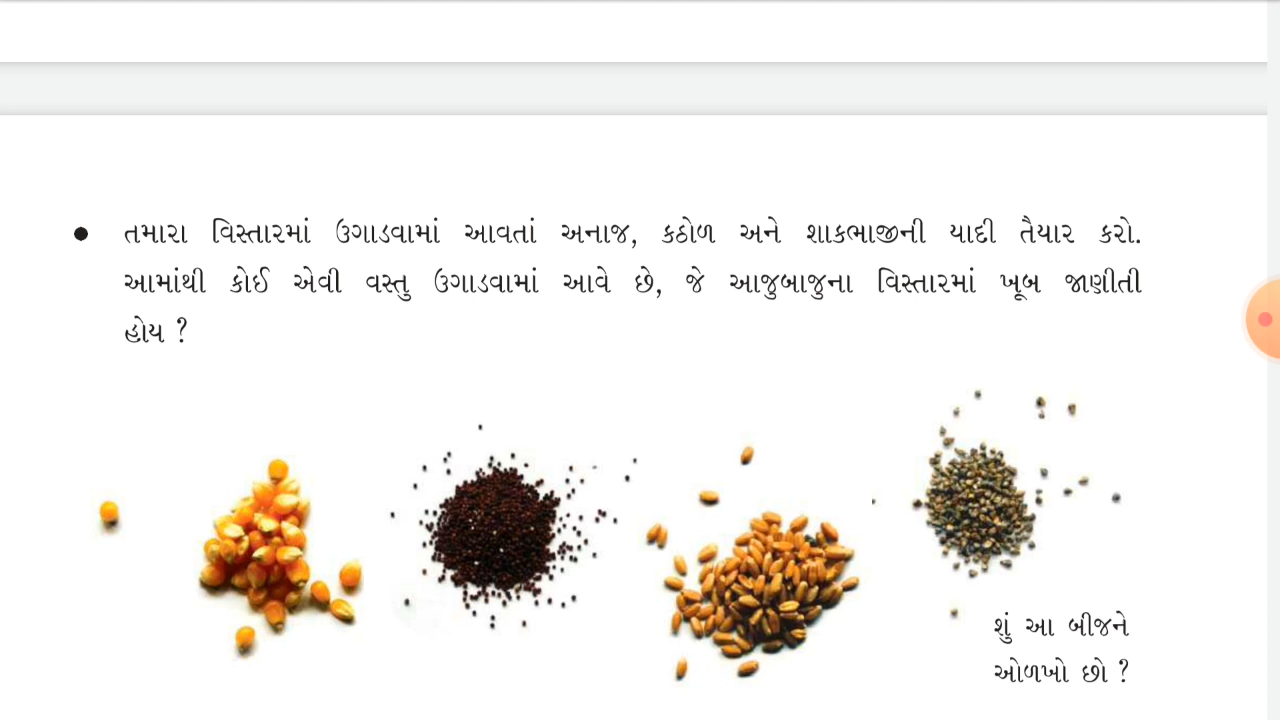 ● તમારા વિસ્તારમાં ઉગાડવામાં આવતાં અનાજ, કઠોળ અને શાકભાજીની યાદી તૈયાર કરો.
આમાંથી કોઈ એવી વસ્તુ ઉગાડવામાં આવે છે, જે આજુબાજુના વિસ્તારમાં ખૂબ જાણીતી
હોય ?
શું આ બીજને
ઓળખો છો ?